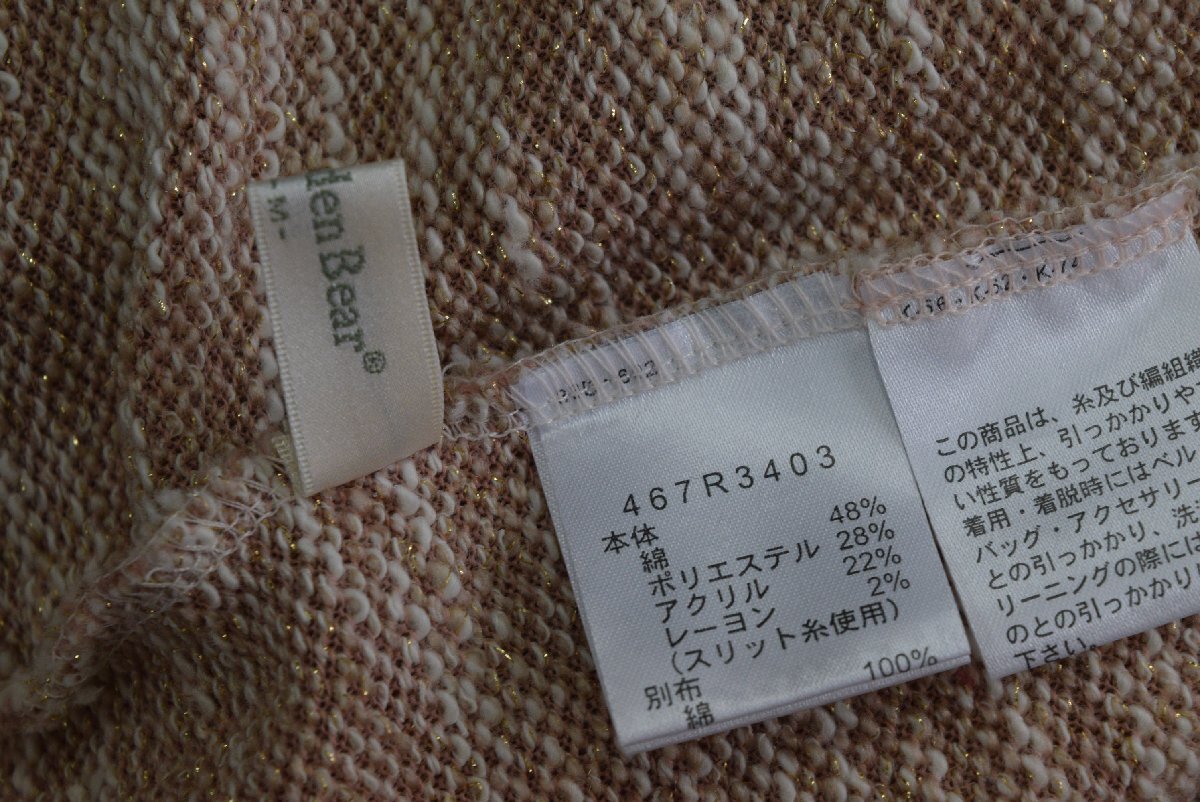 den Bear®
- M -
467R3403
本体
綿 48%
ポリエステル 28%
アクリル 22%
レーヨン 2%
(スリット糸使用)
別布
綿 100%
K-72
この商品は、糸及び編組織
の特性上、引っかかりや
い性質をもっております
着用・着脱時にはベル
バッグ・アクセサリー
との引っかかり、洗
リーニングの際には
のとの引っかかり
下さい。